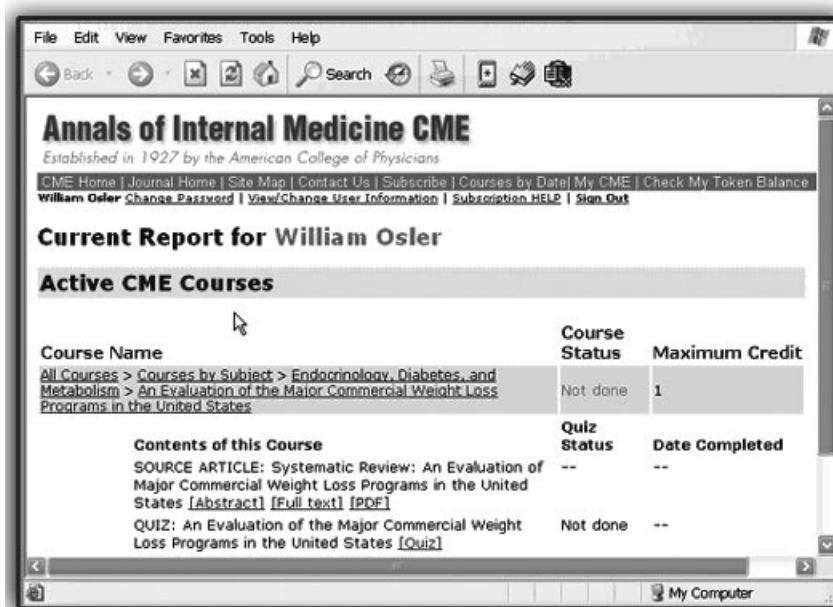 File Edit View Favorites Tools Help
Back Search
Annals of Internal Medicine CME
Established in 1927 by the American College of Physicians
CME Home | Journal Home | Site Map | Contact Us | Subscribe | Courses by Date| My CME | Check My Token Balance
William Osler Change Password | View/Change User Information | Subscription HELP | Sign Out
Current Report for William Osler
Active CME Courses
Course Name Course Status Maximum Credit
All Courses > Courses by Subject > Endocrinology, Diabetes, and
Metabolism > An Evaluation of the Major Commercial Weight Loss
Programs in the United States
Not done 1
Contents of this Course Quiz Status Date Completed
SOURCE ARTICLE: Systematic Review: An Evaluation of
Major Commercial Weight Loss Programs in the United
States [Abstract] [Full text] [PDF]
-- --
QUIZ: An Evaluation of the Major Commercial Weight
Loss Programs in the United States [Quiz]
Not done --
My Computer